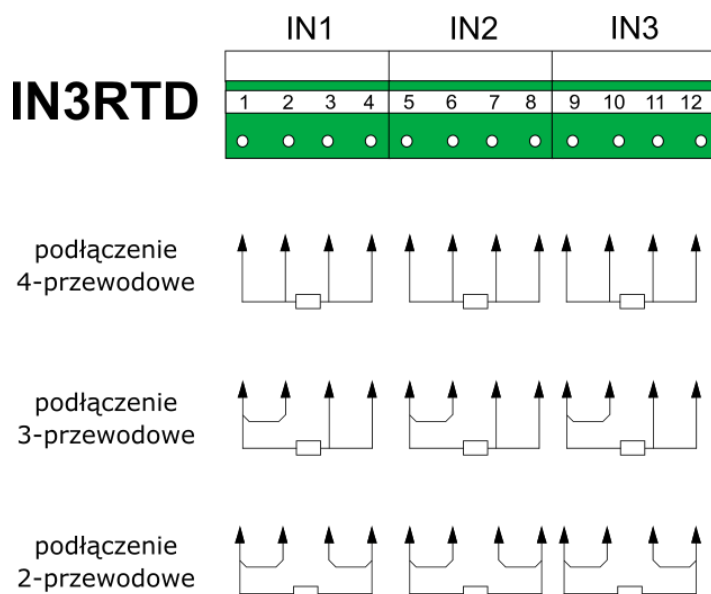 IN1 IN2 IN3
IN3RTD
1 2 3 4 5 6 7 8 9 10 11 12
podłączenie
4-przewodowe
podłączenie
3-przewodowe
podłączenie
2-przewodowe